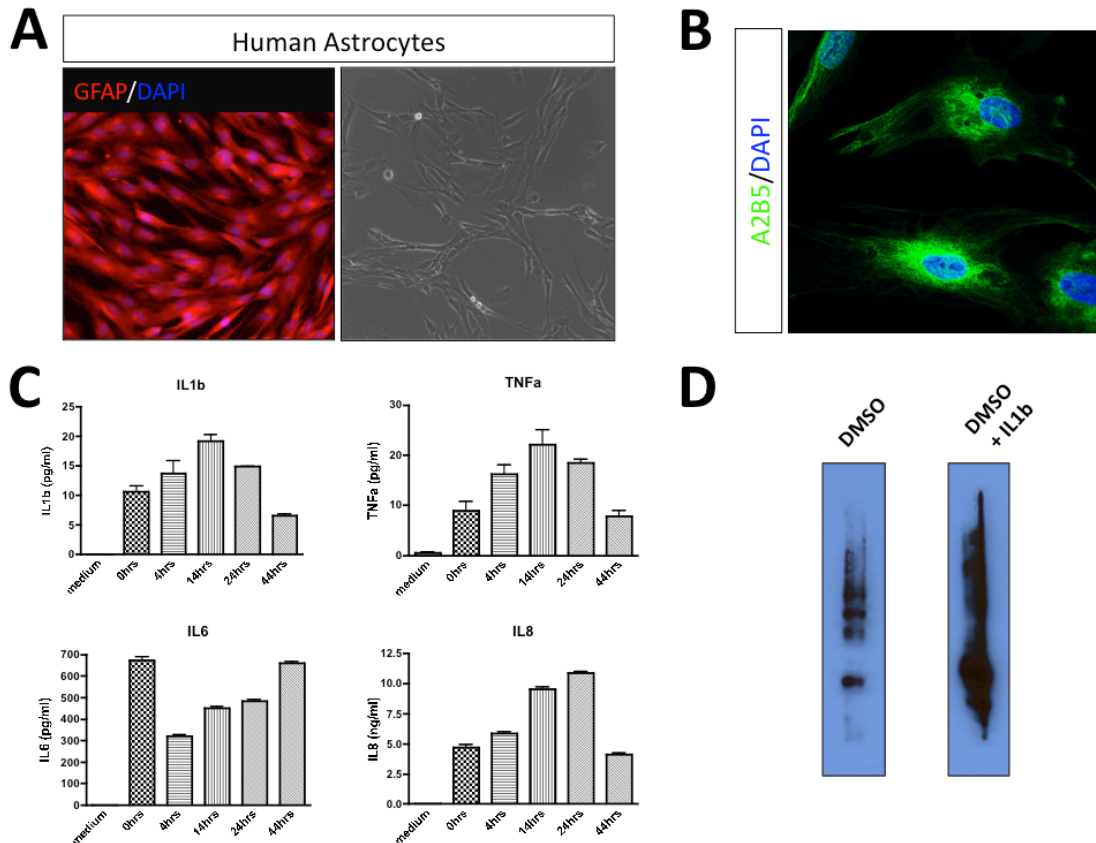 A
Human Astrocytes
GFAP/DAPI
B
A2B5/DAPI
C
IL1b
IL1b (pg/ml)
25
20
15
10
5
0
medium
0hrs
4hrs
14hrs
24hrs
44hrs
TNFa
TNFa (pg/ml)
30
20
10
0
medium
0hrs
4hrs
14hrs
24hrs
44hrs
IL6
IL6 (pg/ml)
700
600
500
400
300
200
100
0
medium
0hrs
4hrs
14hrs
24hrs
44hrs
IL8
IL8 (ng/ml)
12.5
10.0
7.5
5.0
2.5
0.0
medium
0hrs
4hrs
14hrs
24hrs
44hrs
D
DMSO
DMSO
+ IL1b